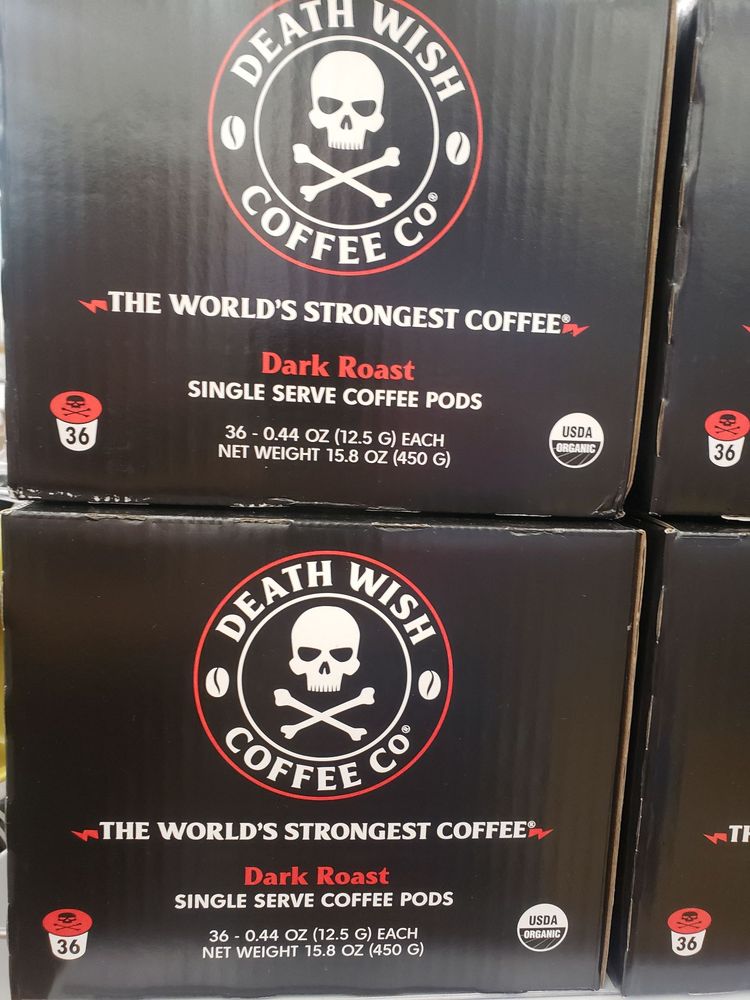 DEATH WISH
COFFEE CO®
THE WORLD'S STRONGEST COFFEE®
Dark Roast
SINGLE SERVE COFFEE PODS
36
36 - 0.44 OZ (12.5 G) EACH
NET WEIGHT 15.8 OZ (450 G)
USDA
ORGANIC
36
DEATH WISH
COFFEE CO®
THE WORLD'S STRONGEST COFFEE®
Dark Roast
SINGLE SERVE COFFEE PODS
36
36 - 0.44 OZ (12.5 G) EACH
NET WEIGHT 15.8 OZ (450 G)
USDA
ORGANIC
36